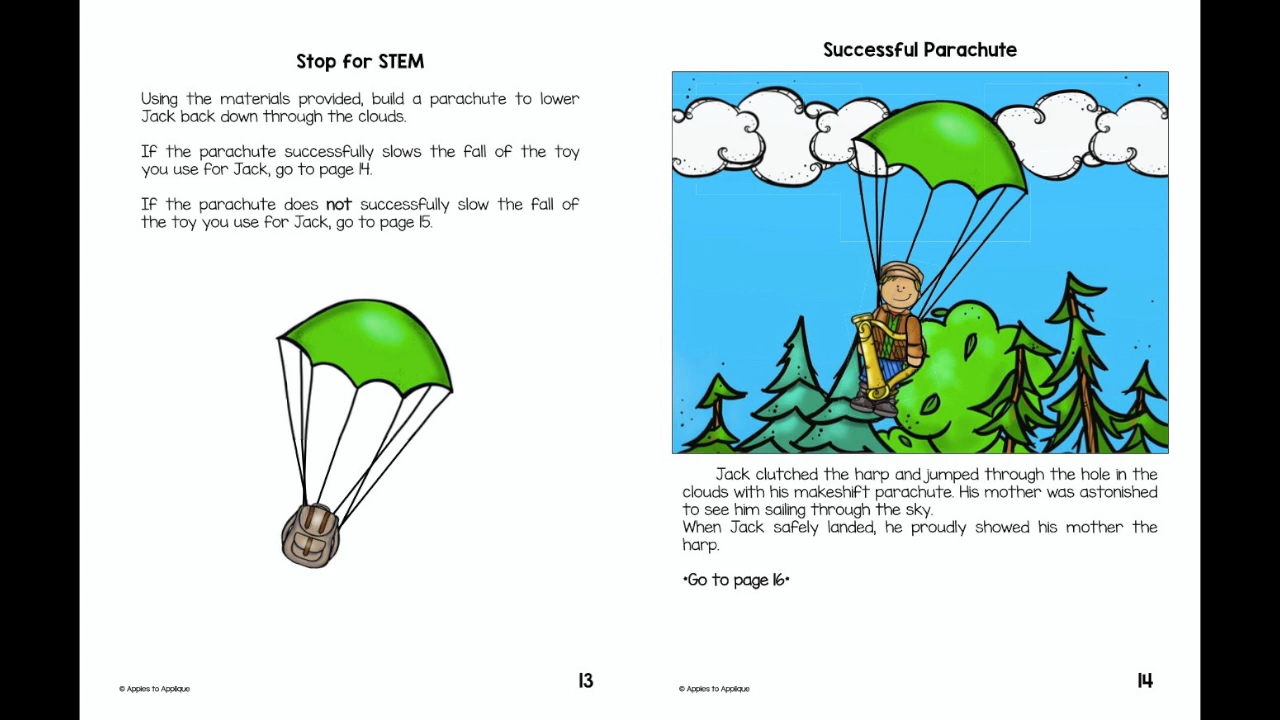 Stop for STEM
Using the materials provided, build a parachute to lower
Jack back down through the clouds.
If the parachute successfully slows the fall of the toy
you use for Jack, go to page 14.
If the parachute does not successfully slow the fall of
the toy you use for Jack, go to page 15.
© Apples to Applique
13
Successful Parachute
Jack clutched the harp and jumped through the hole in the
clouds with his makeshift parachute. His mother was astonished
to see him sailing through the sky.
When Jack safely landed, he proudly showed his mother the
harp.
•Go to page 16•
© Apples to Applique
14